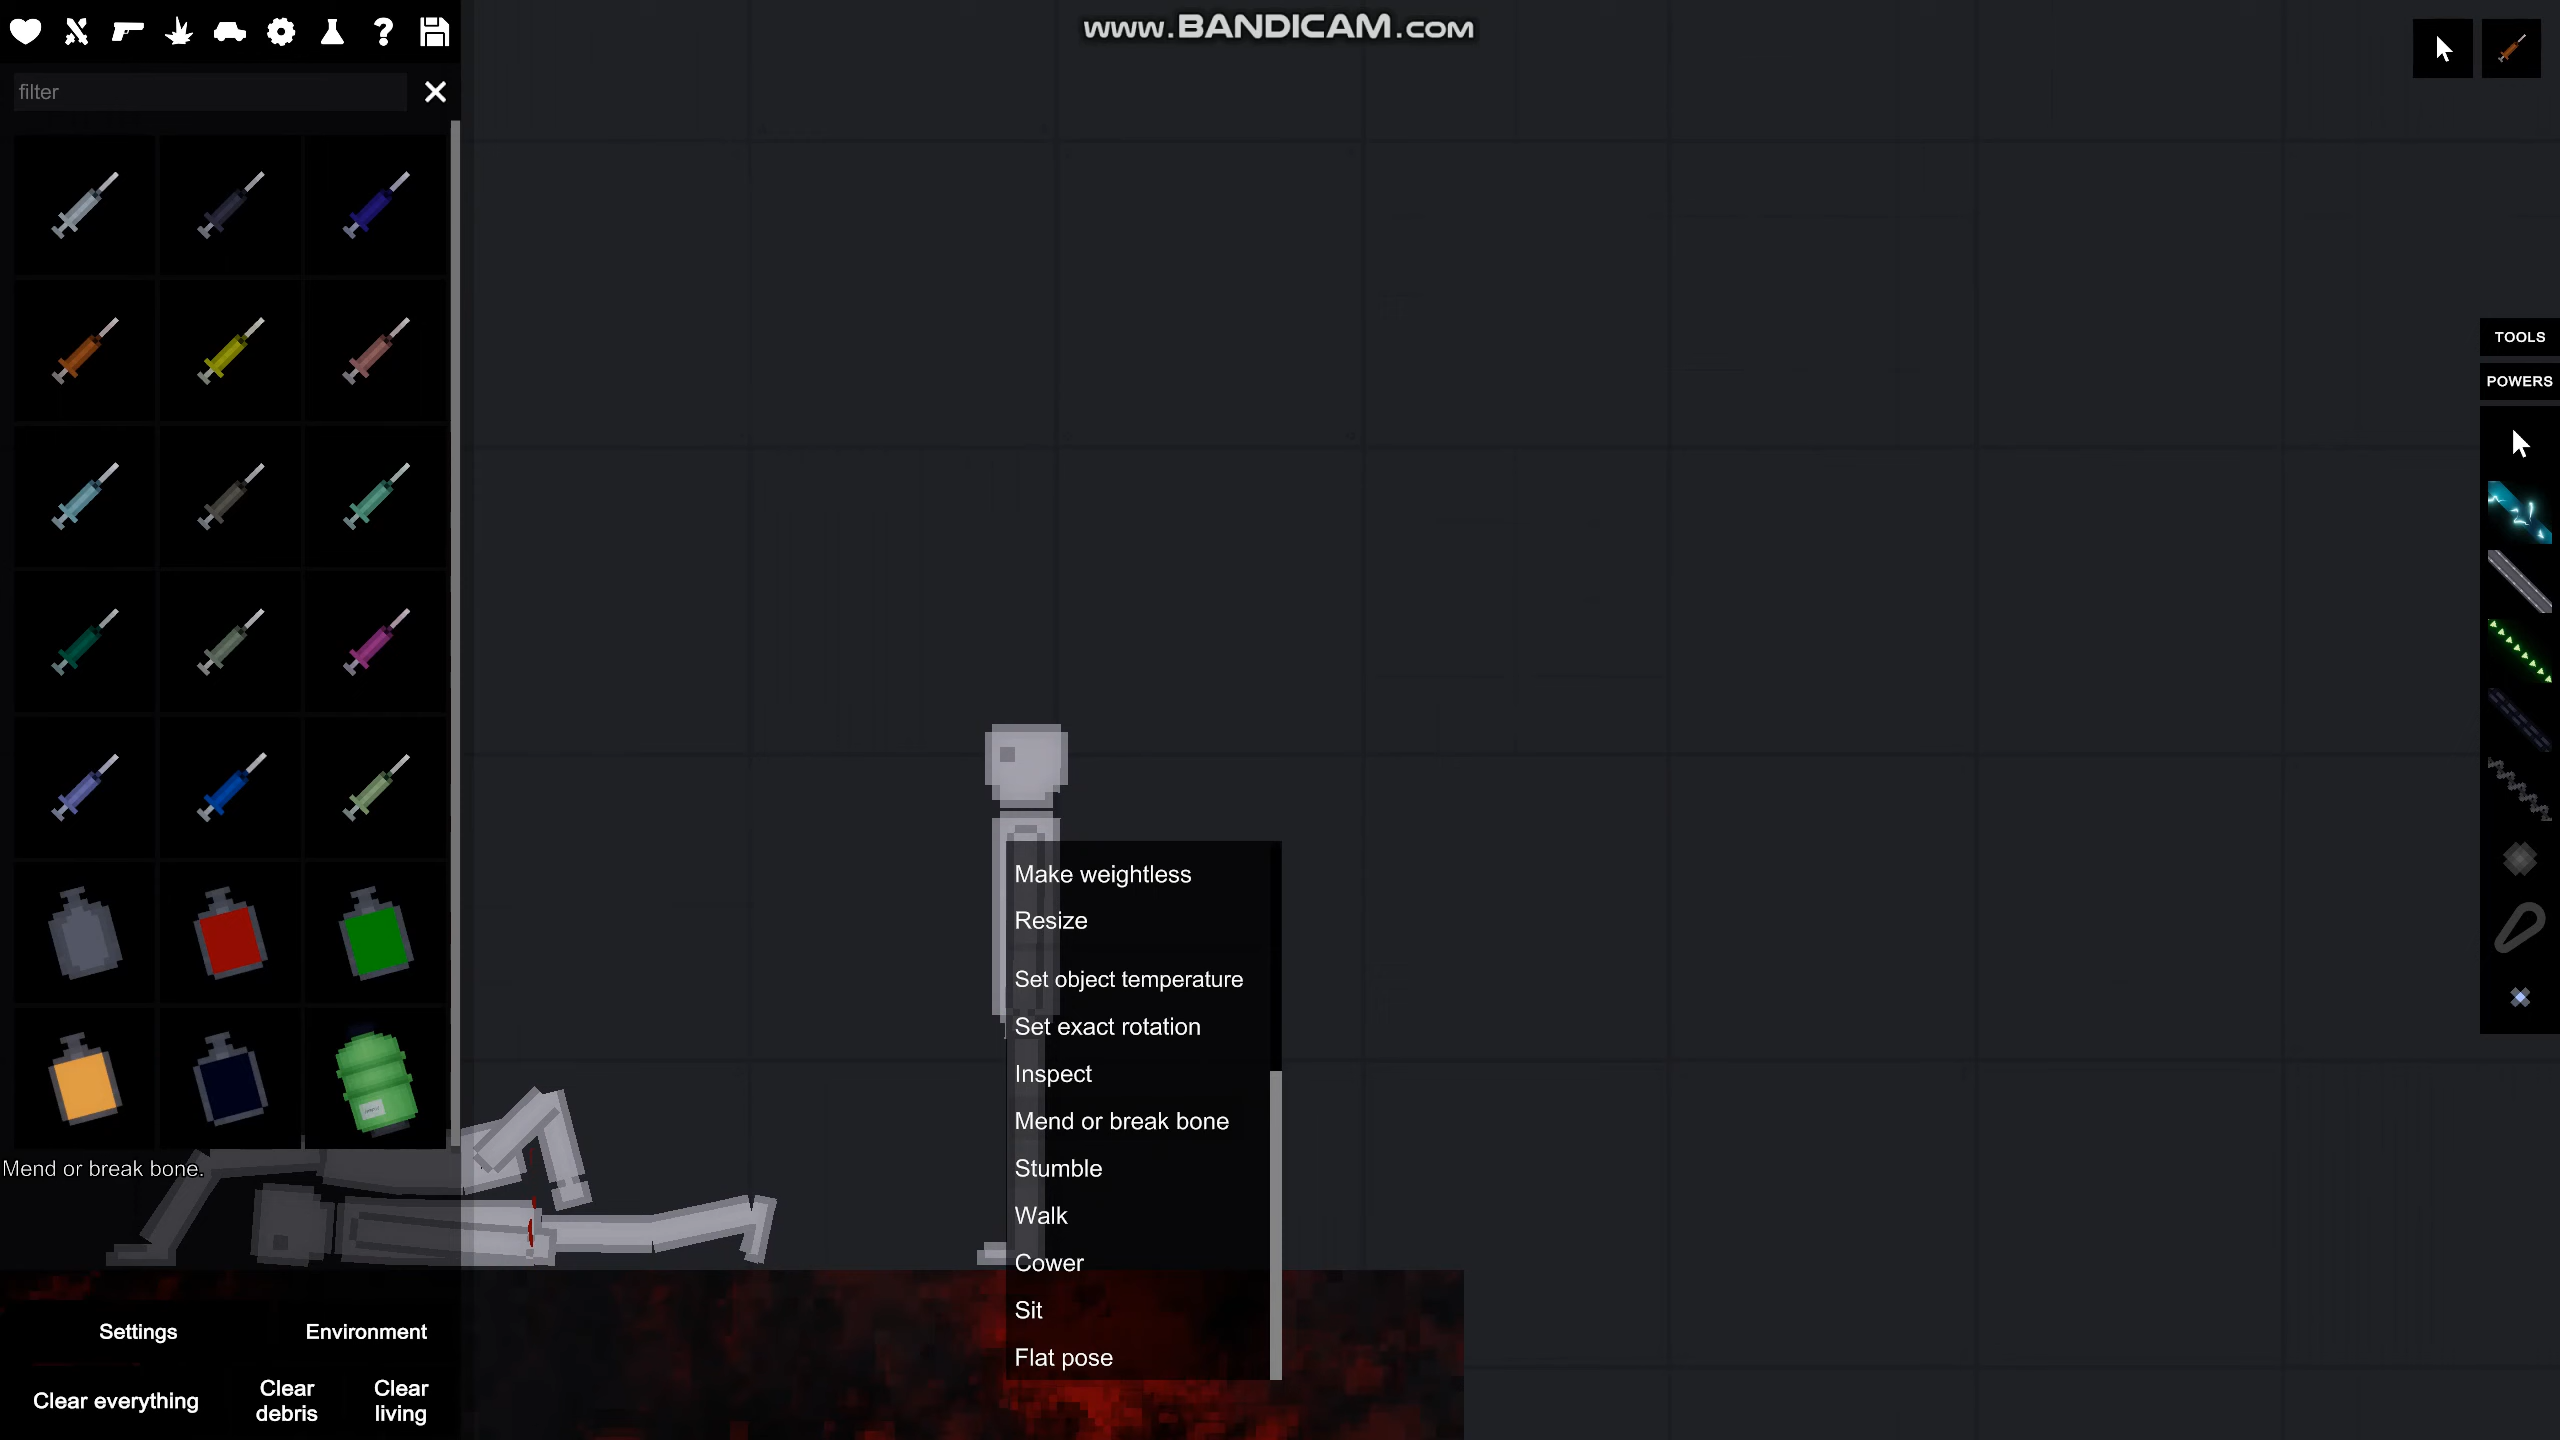 www.BANDICAM.com
filter
TOOLS
POWERS
Make weightless
Resize
Set object temperature
Set exact rotation
Inspect
Mend or break bone
Stumble
Walk
Cower
Sit
Flat pose
Mend or break bone.
Settings
Environment
Clear everything
Clear
debris
Clear
living